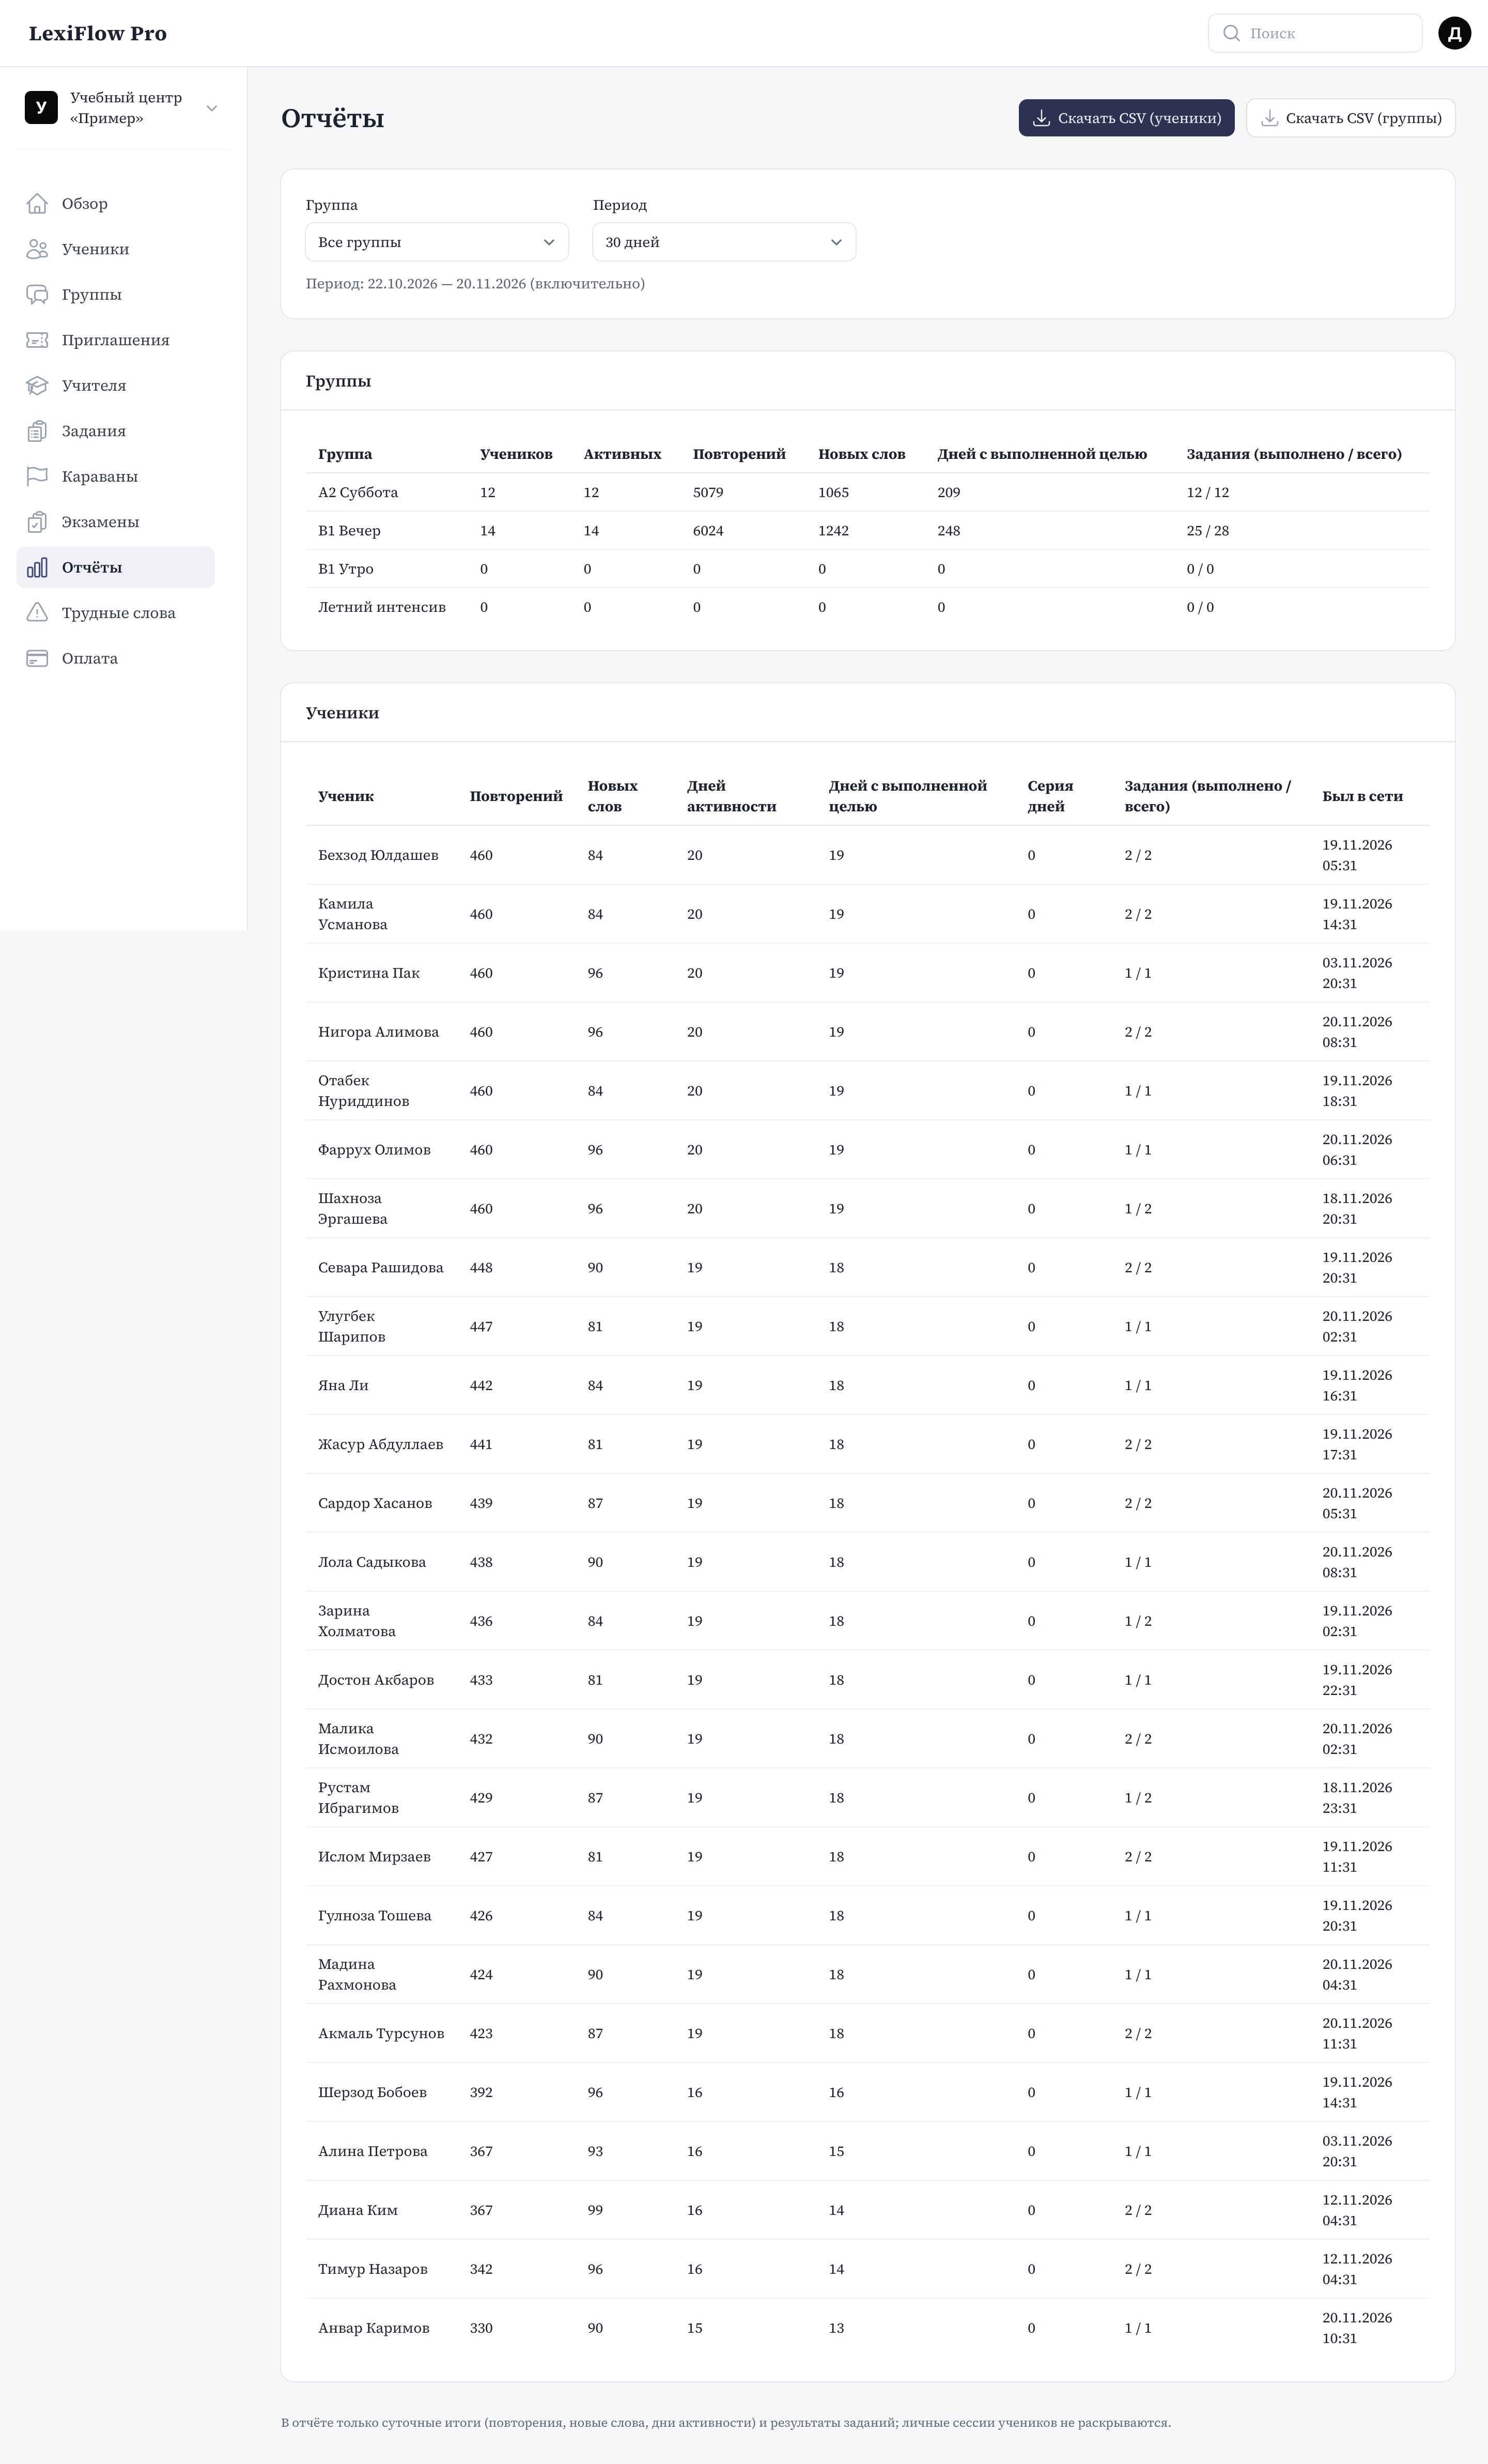 LexiFlow Pro
Поиск
Д
У
Учебный центр
«Пример»
Обзор
Ученики
Группы
Приглашения
Учителя
Задания
Караваны
Экзамены
Отчёты
Трудные слова
Оплата
Отчёты
Скачать CSV (ученики)
Скачать CSV (группы)
Группа
Период
Все группы
30 дней
Период: 22.10.2026 — 20.11.2026 (включительно)
Группы
Группа Учеников Активных Повторений Новых слов Дней с выполненной целью Задания (выполнено / всего)
A2 Суббота 12 12 5079 1065 209 12 / 12
B1 Вечер 14 14 6024 1242 248 25 / 28
B1 Утро 0 0 0 0 0 0 / 0
Летний интенсив 0 0 0 0 0 0 / 0
Ученики
Ученик Повторений Новых слов Дней активности Дней с выполненной целью Серия дней Задания (выполнено / всего) Был в сети
Бехзод Юлдашев 460 84 20 19 0 2 / 2 19.11.2026 05:31
Камила Усманова 460 84 20 19 0 2 / 2 19.11.2026 14:31
Кристина Пак 460 96 20 19 0 1 / 1 03.11.2026 20:31
Нигора Алимова 460 96 20 19 0 2 / 2 20.11.2026 08:31
Отабек Нуриддинов 460 84 20 19 0 1 / 1 19.11.2026 18:31
Фаррух Олимов 460 96 20 19 0 1 / 1 20.11.2026 06:31
Шахноза Эргашева 460 96 20 19 0 1 / 2 18.11.2026 20:31
Севара Рашидова 448 90 19 18 0 2 / 2 19.11.2026 20:31
Улугбек Шарипов 447 81 19 18 0 1 / 1 20.11.2026 02:31
Яна Ли 442 84 19 18 0 1 / 1 19.11.2026 16:31
Жасур Абдуллаев 441 81 19 18 0 2 / 2 19.11.2026 17:31
Сардор Хасанов 439 87 19 18 0 2 / 2 20.11.2026 05:31
Лола Садыкова 438 90 19 18 0 1 / 1 20.11.2026 08:31
Зарина Холматова 436 84 19 18 0 1 / 2 19.11.2026 02:31
Достон Акбаров 433 81 19 18 0 1 / 1 19.11.2026 22:31
Малика Исмоилова 432 90 19 18 0 2 / 2 20.11.2026 02:31
Рустам Ибрагимов 429 87 19 18 0 1 / 2 18.11.2026 23:31
Ислом Мирзаев 427 81 19 18 0 2 / 2 19.11.2026 11:31
Гулноза Тошева 426 84 19 18 0 1 / 1 19.11.2026 20:31
Мадина Рахмонова 424 90 19 18 0 1 / 1 20.11.2026 04:31
Акмаль Турсунов 423 87 19 18 0 2 / 2 20.11.2026 11:31
Шерзод Бобоев 392 96 16 16 0 1 / 1 19.11.2026 14:31
Алина Петрова 367 93 16 15 0 1 / 1 03.11.2026 20:31
Диана Ким 367 99 16 14 0 2 / 2 12.11.2026 04:31
Тимур Назаров 342 96 16 14 0 2 / 2 12.11.2026 04:31
Анвар Каримов 330 90 15 13 0 1 / 1 20.11.2026 10:31
В отчёте только суточные итоги (повторения, новые слова, дни активности) и результаты заданий; личные сессии учеников не раскрываются.